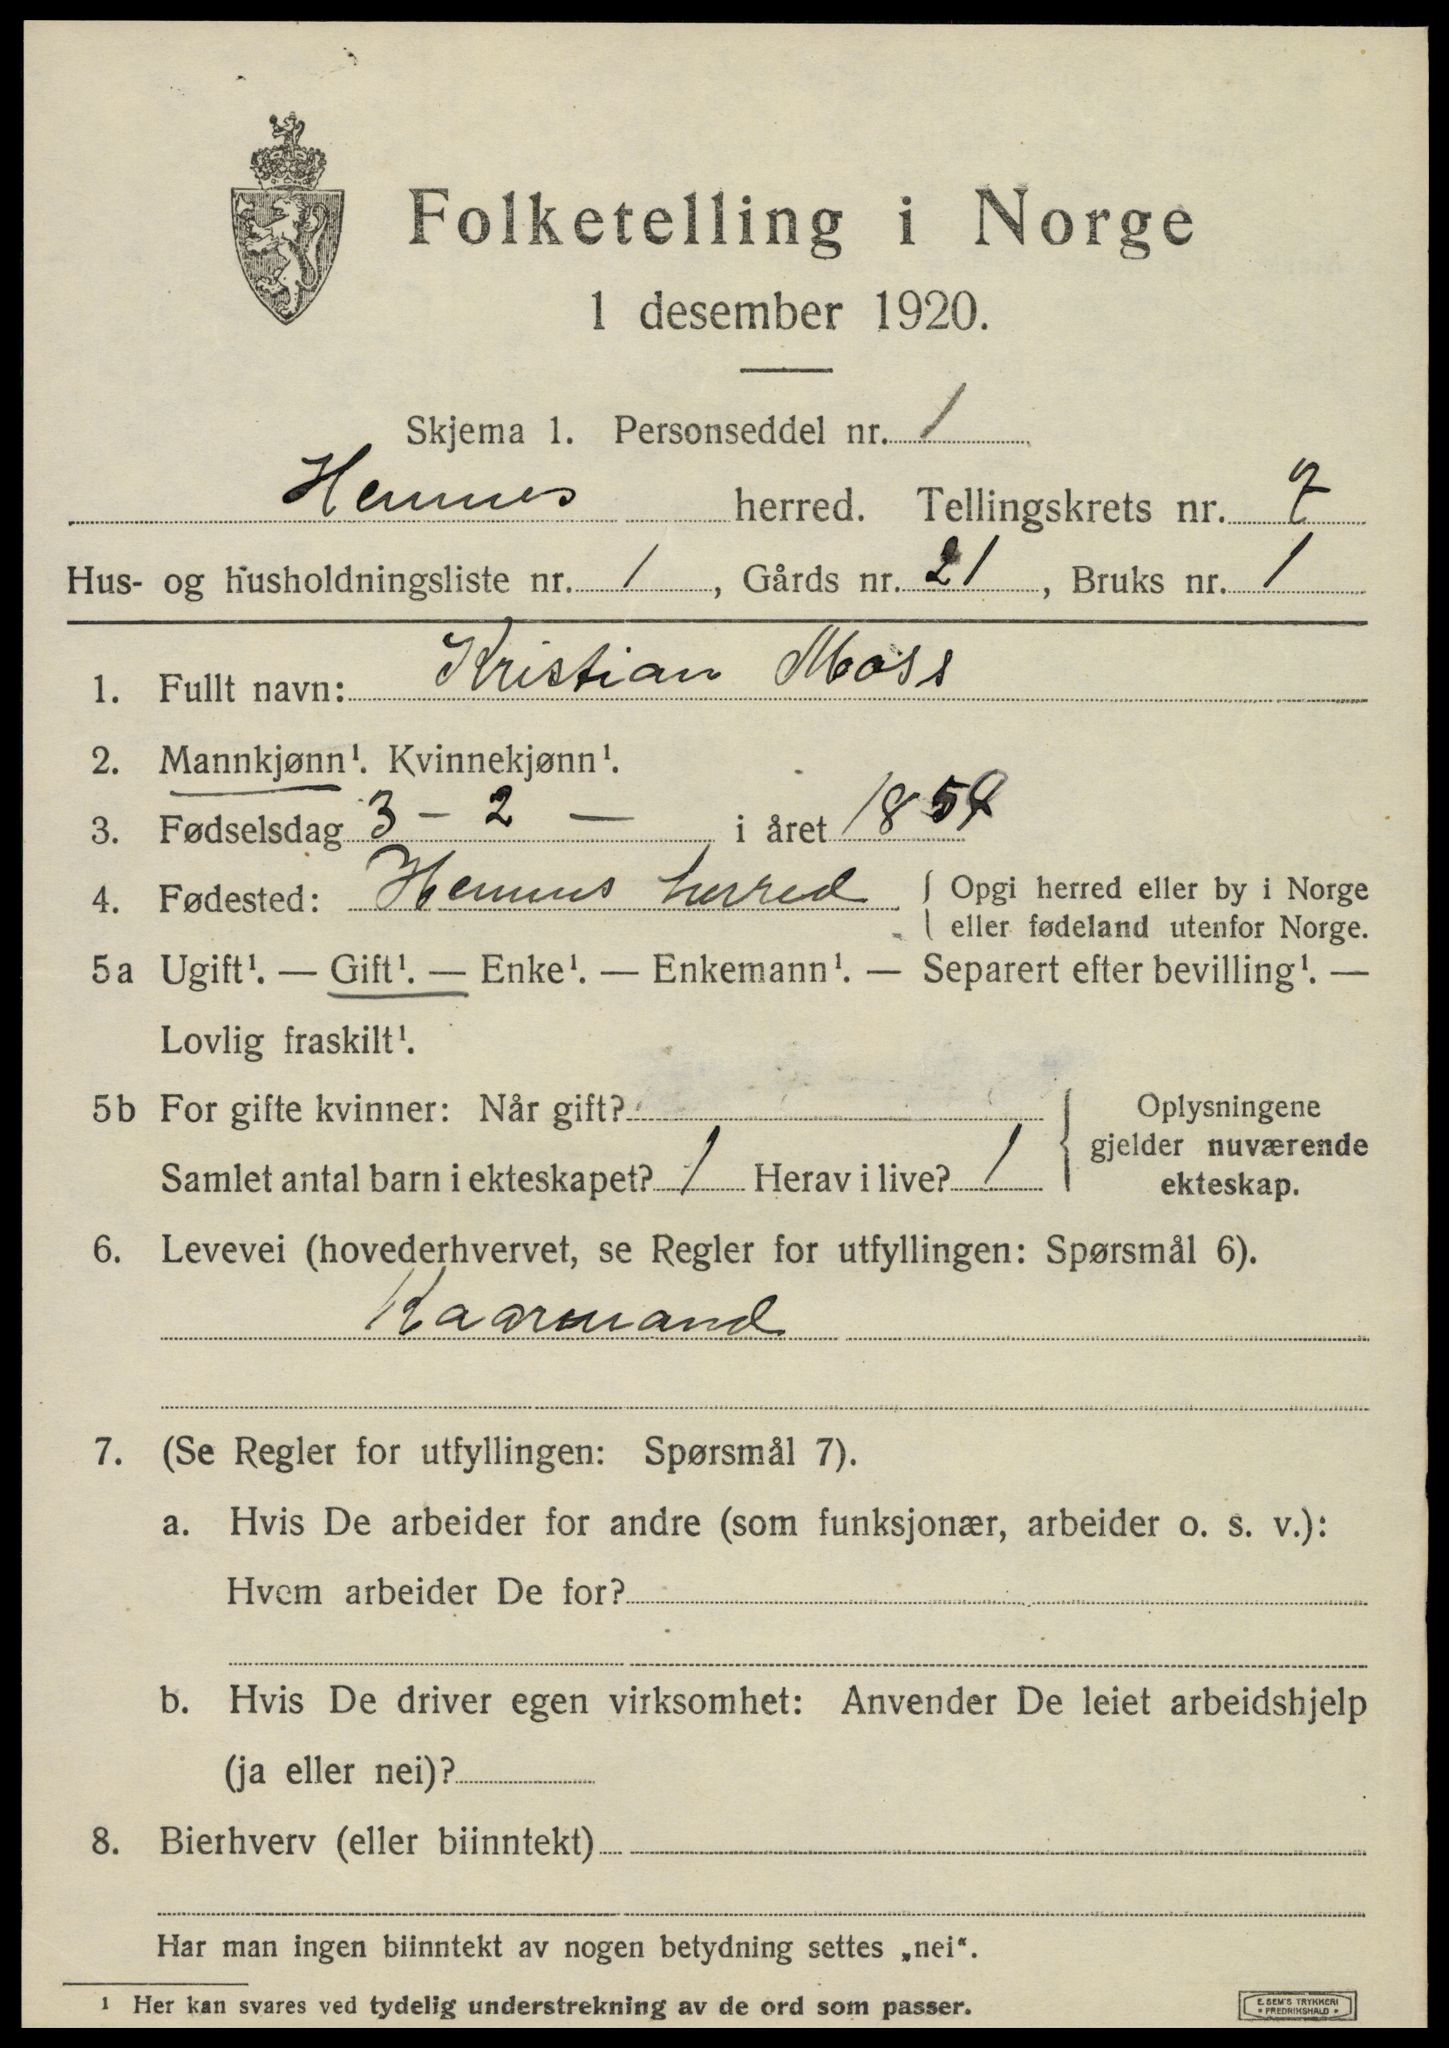 Folketelling i Norge
1 desember 1920.
Skjema 1. Personseddel nr. 1
Hemnes herred. Tellingskrets nr. 7
Hus- og husholdningsliste nr. 1, Gårds nr. 21, Bruks nr. 1
1. Fullt navn: Kristian Moss
2. Mannkjønn¹. Kvinnekjønn¹.
3. Fødselsdag 3 – 2 – i året 1854
4. Fødested: Hemnes herred { Opgi herred eller by i Norge
eller fødeland utenfor Norge.
5a Ugift¹. — Gift¹. — Enke¹. — Enkemann¹. — Separert efter bevilling¹. —
Lovlig fraskilt¹.
5b For gifte kvinner: Når gift?
Samlet antal barn i ekteskapet? 1 Herav i live? 1
Oplysningene
gjelder nuværende
ekteskap.
6. Levevei (hovederhvervet, se Regler for utfyllingen: Spørsmål 6).
Kaarmand
7. (Se Regler for utfyllingen: Spørsmål 7).
a. Hvis De arbeider for andre (som funksjonær, arbeider o. s. v.):
Hvem arbeider De for?
b. Hvis De driver egen virksomhet: Anvender De leiet arbeidshjelp
(ja eller nei)?
8. Bierhverv (eller biinntekt)
Har man ingen biinntekt av nogen betydning settes „nei“.
1 Her kan svares ved tydelig understrekning av de ord som passer.
E. SEM'S TRYKKERI
• FREDRIKSHALD •